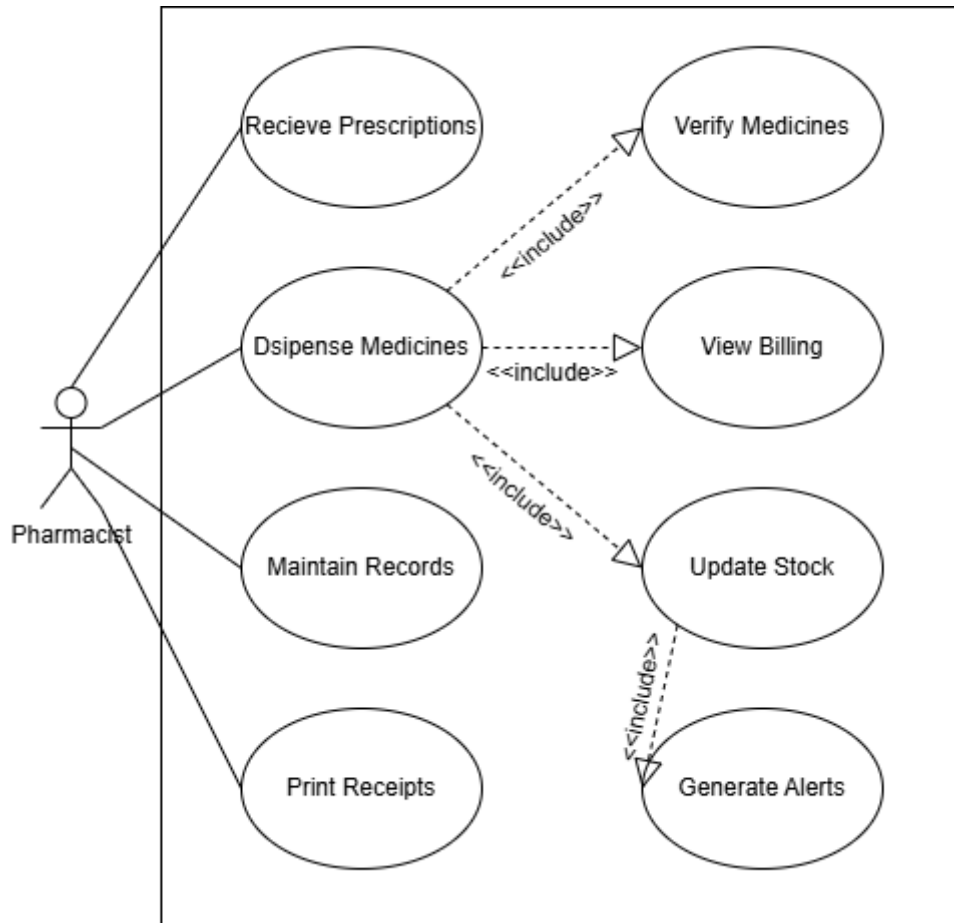 Recieve Prescriptions
Verify Medicines
<<include>>
Dsipense Medicines
<<include>>
View Billing
<<include>>
Pharmacist
Maintain Records
Update Stock
<<include>>
Print Receipts
Generate Alerts